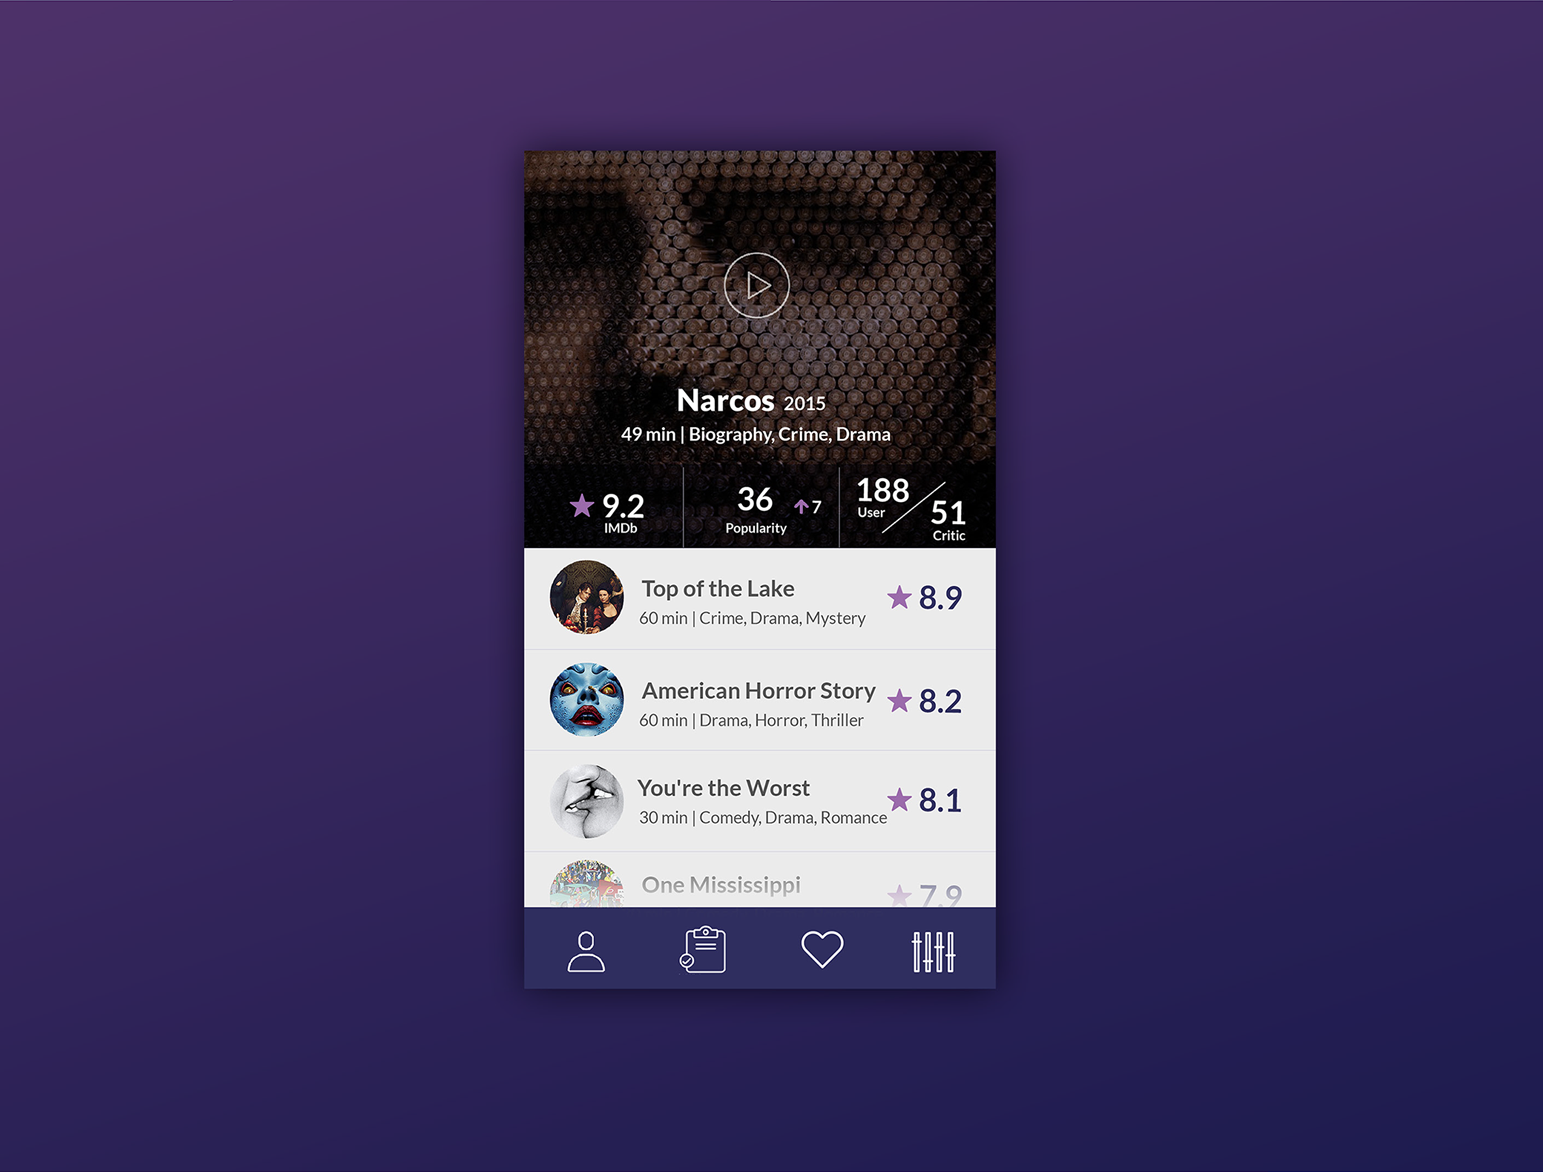 Narcos 2015
49 min | Biography, Crime, Drama
9.2
IMDb
36
Popularity
7
188
User
51
Critic
Top of the Lake
60 min | Crime, Drama, Mystery
8.9
American Horror Story
60 min | Drama, Horror, Thriller
8.2
You're the Worst
30 min | Comedy, Drama, Romance
8.1
One Mississippi
7.9